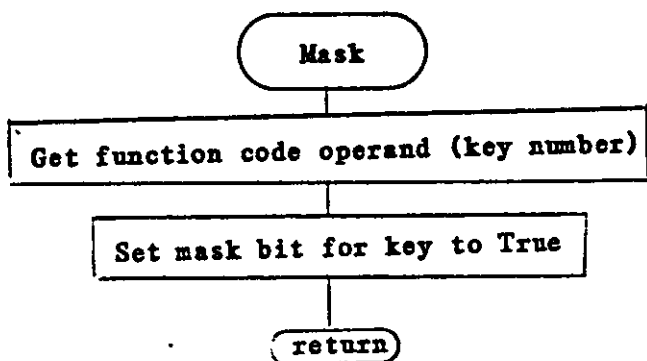 Mask
Get function code operand (key number)
Set mask bit for key to True
return